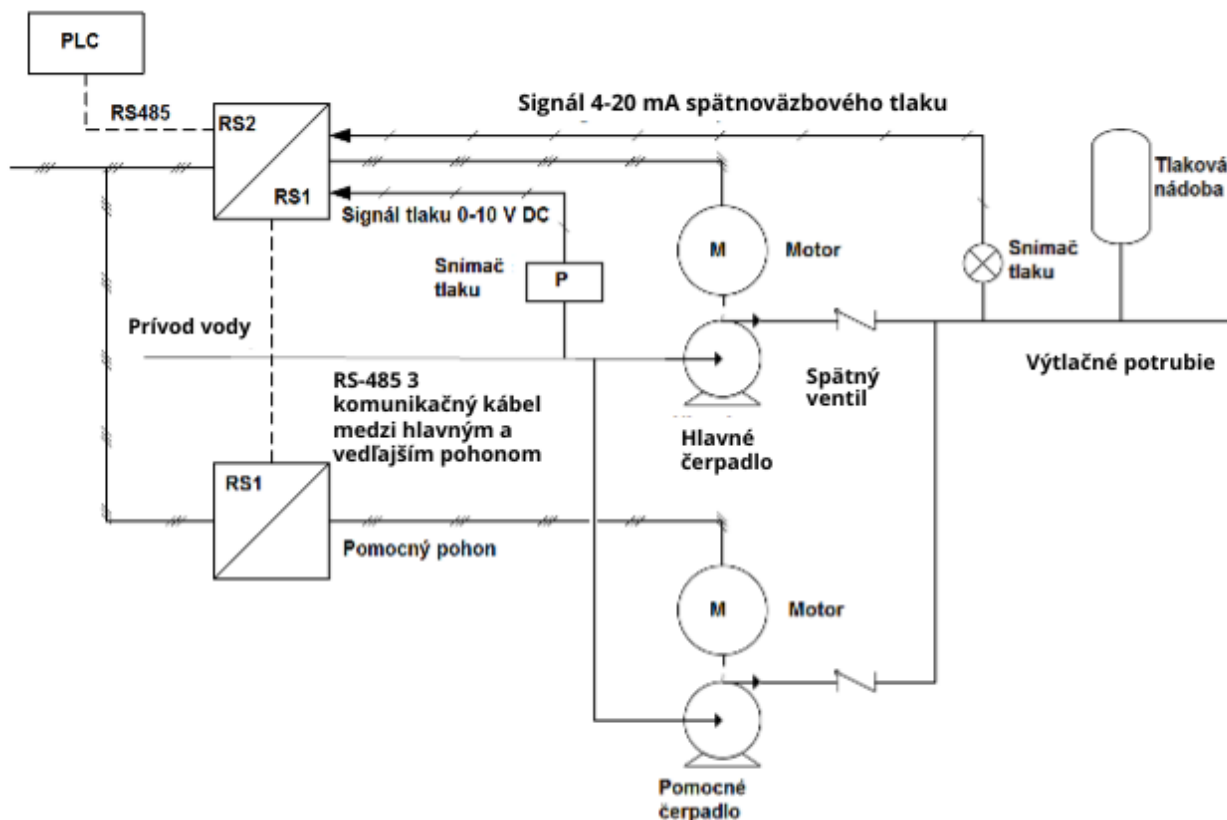 PLC
RS485
RS2
RS1
Signál 4-20 mA spätnoväzbového tlaku
Signál tlaku 0-10 V DC
Snímač
tlaku
P
M
Motor
Snímač
tlaku
Tlaková
nádoba
Prívod vody
RS-485 3
komunikačný kábel
medzi hlavným a
vedľajším pohonom
Spätný
ventil
Výtlačné potrubie
Hlavné
čerpadlo
RS1
Pomocný pohon
M
Motor
Pomocné
čerpadlo